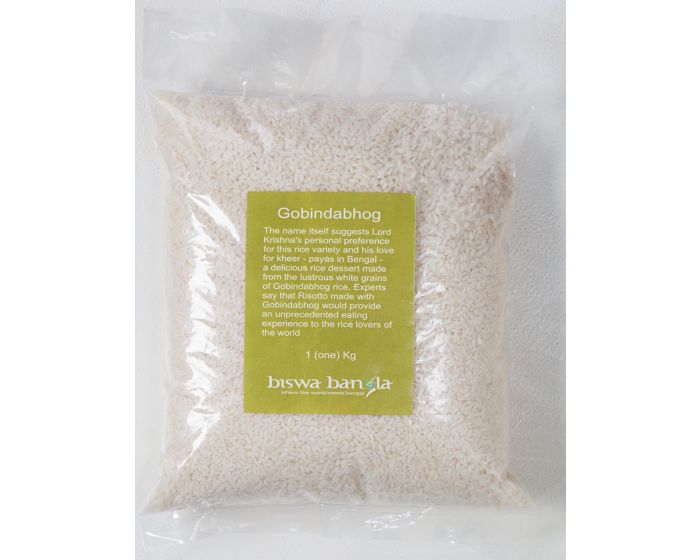 Gobindabhog
The name itself suggests Lord
Krishna's personal preference
for this rice variety and his love
for kheer - payas in Bengal -
a delicious rice dessert made
from the lustrous white grains
of Gobindabhog rice. Experts
say that Risotto made with
Gobindabhog would provide
an unprecedented eating
experience to the rice lovers of
the world
1 (one) Kg
biswa bangla
where the world meets bengal